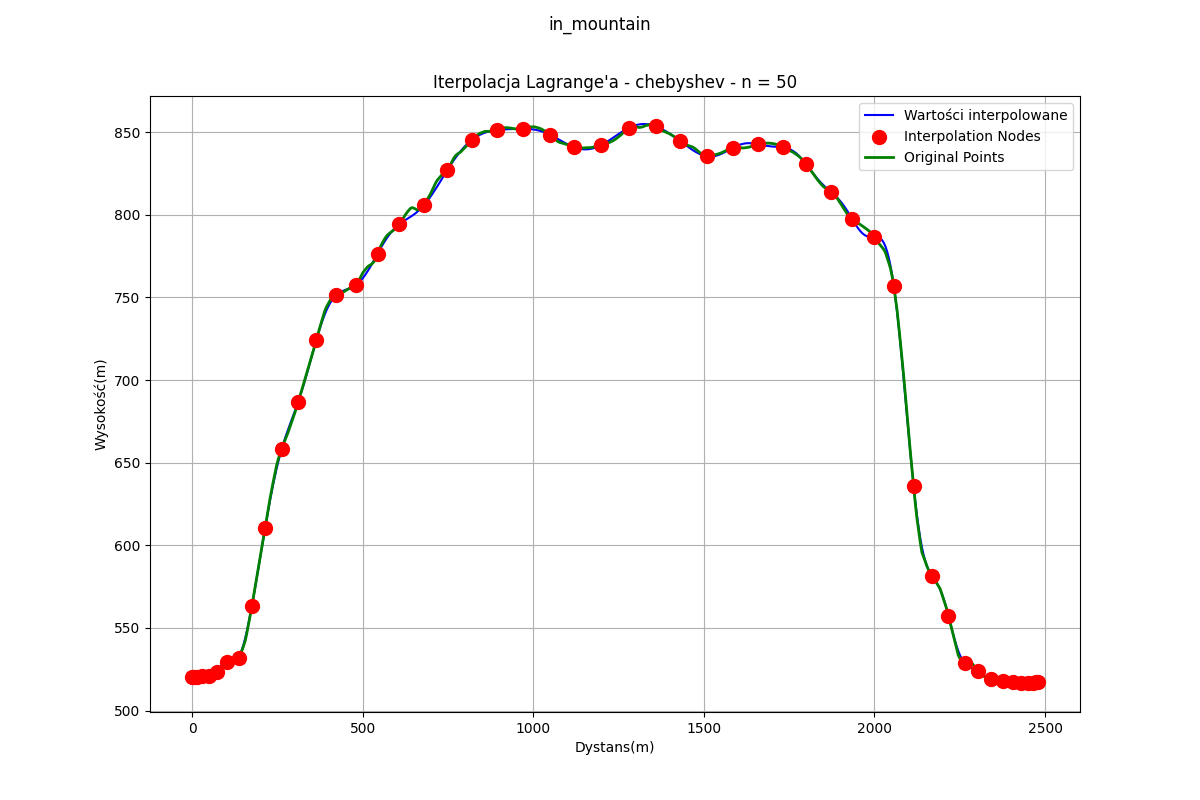 in_mountain
Iterpolacja Lagrange'a - chebyshev - n = 50
Wartości interpolowane
Interpolation Nodes
Original Points
Wysokość(m)
850
800
750
700
650
600
550
500
0
500
1000
1500
2000
2500
Dystans(m)